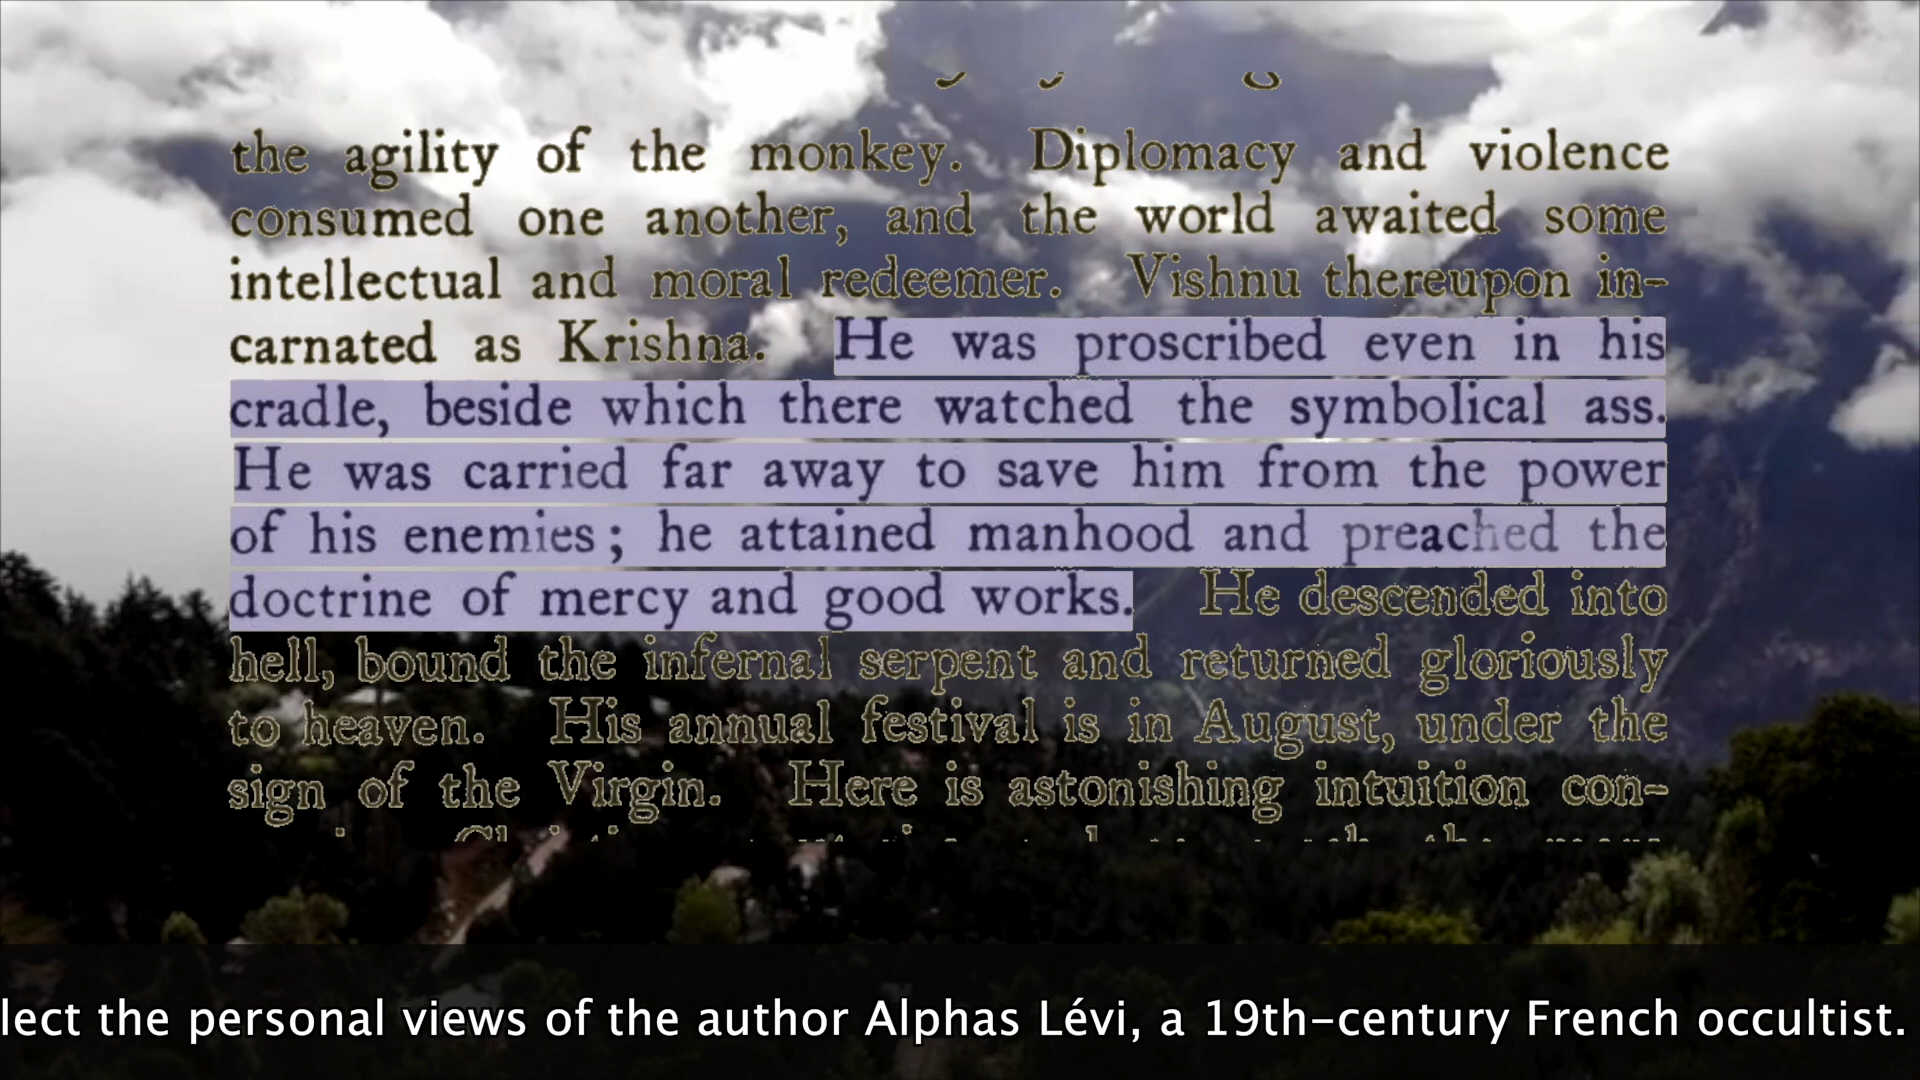 the agility of the monkey. Diplomacy and violence
consumed one another, and the world awaited some
intellectual and moral redeemer. Vishnu thereupon in-
carnated as Krishna. He was proscribed even in his
cradle, beside which there watched the symbolical ass.
He was carried far away to save him from the power
of his enemies; he attained manhood and preached the
doctrine of mercy and good works. He descended into
hell, bound the infernal serpent and returned gloriously
to heaven. His annual festival is in August, under the
sign of the Virgin. Here is astonishing intuition con-
lect the personal views of the author Alphas Lévi, a 19th-century French occultist.